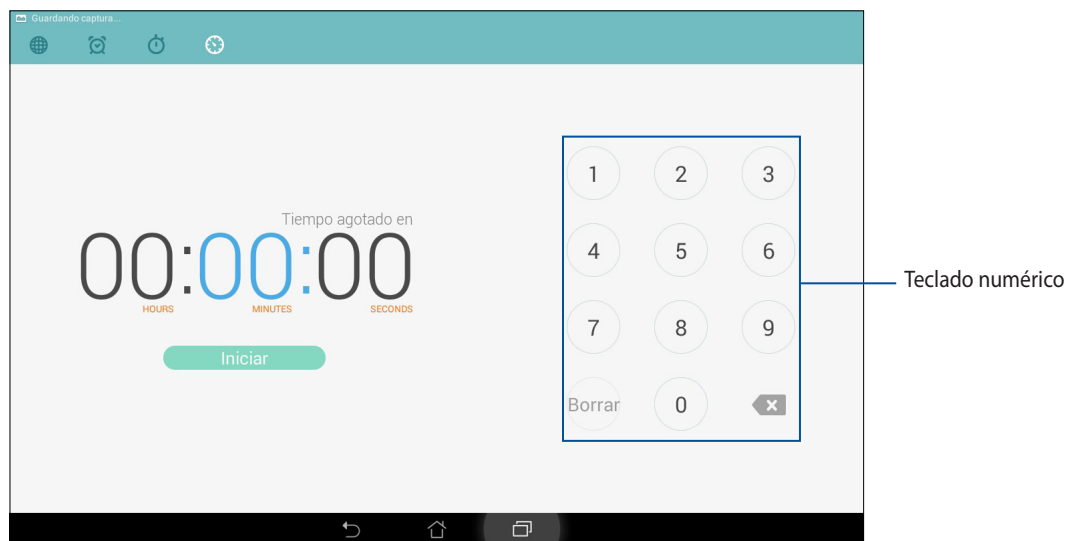 Guardando captura...
Tiempo agotado en
00:00:00
HOURS MINUTES SECONDS
Iniciar
1 2 3
4 5 6
7 8 9
Borrar 0
Teclado numérico